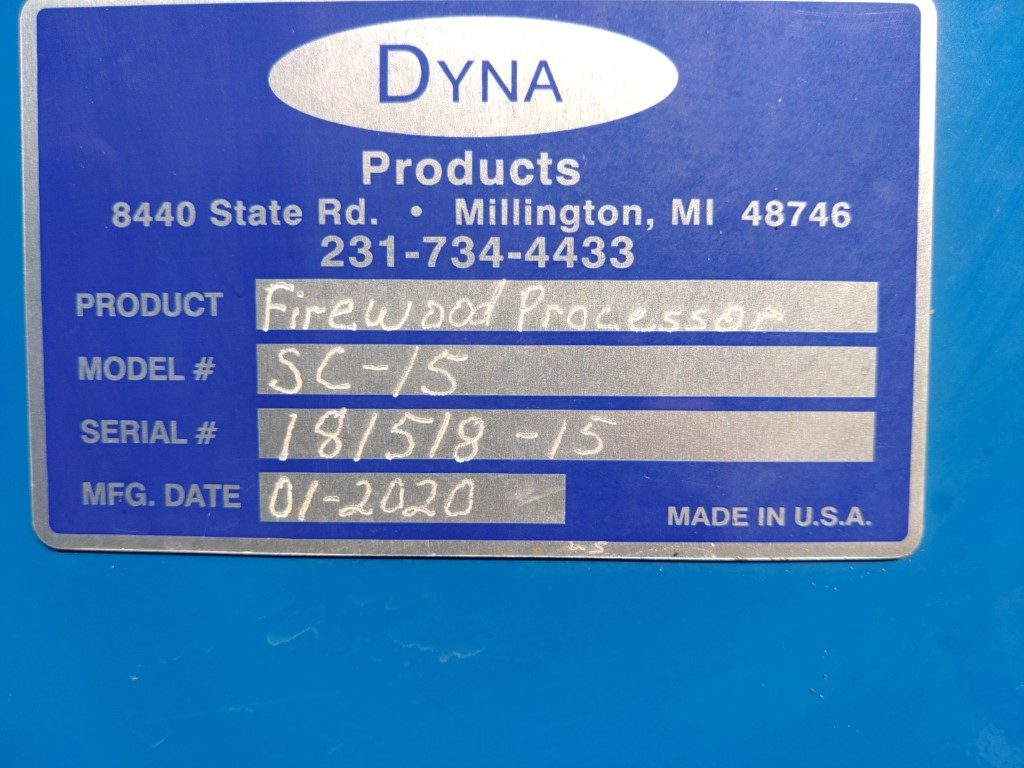 DYNA
Products
8440 State Rd. • Millington, MI 48746
231-734-4433
PRODUCT Firewood Processor
MODEL # SC-15
SERIAL # 181518-15
MFG. DATE 01-2020
MADE IN U.S.A.